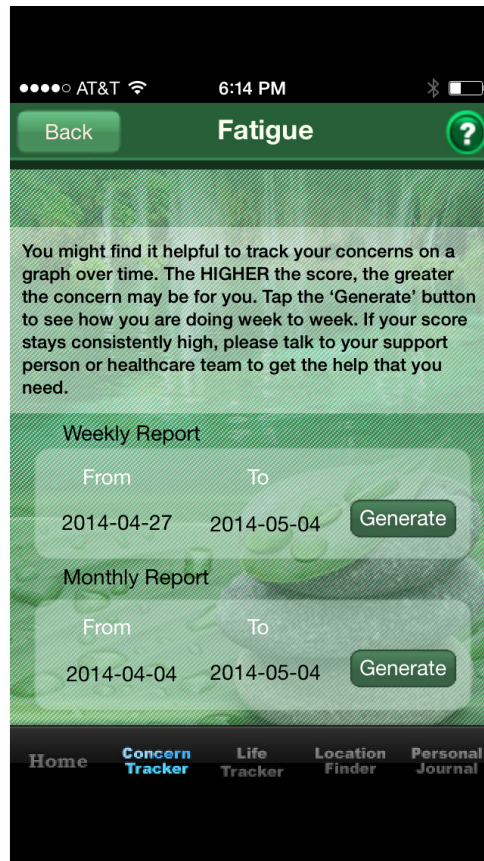 AT&T 6:14 PM
Back Fatigue ?
You might find it helpful to track your concerns on a
graph over time. The HIGHER the score, the greater
the concern may be for you. Tap the ‘Generate’ button
to see how you are doing week to week. If your score
stays consistently high, please talk to your support
person or healthcare team to get the help that you
need.
Weekly Report
From To
2014-04-27 2014-05-04 Generate
Monthly Report
From To
2014-04-04 2014-05-04 Generate
Home Concern Tracker Life Tracker Location Finder Personal Journal